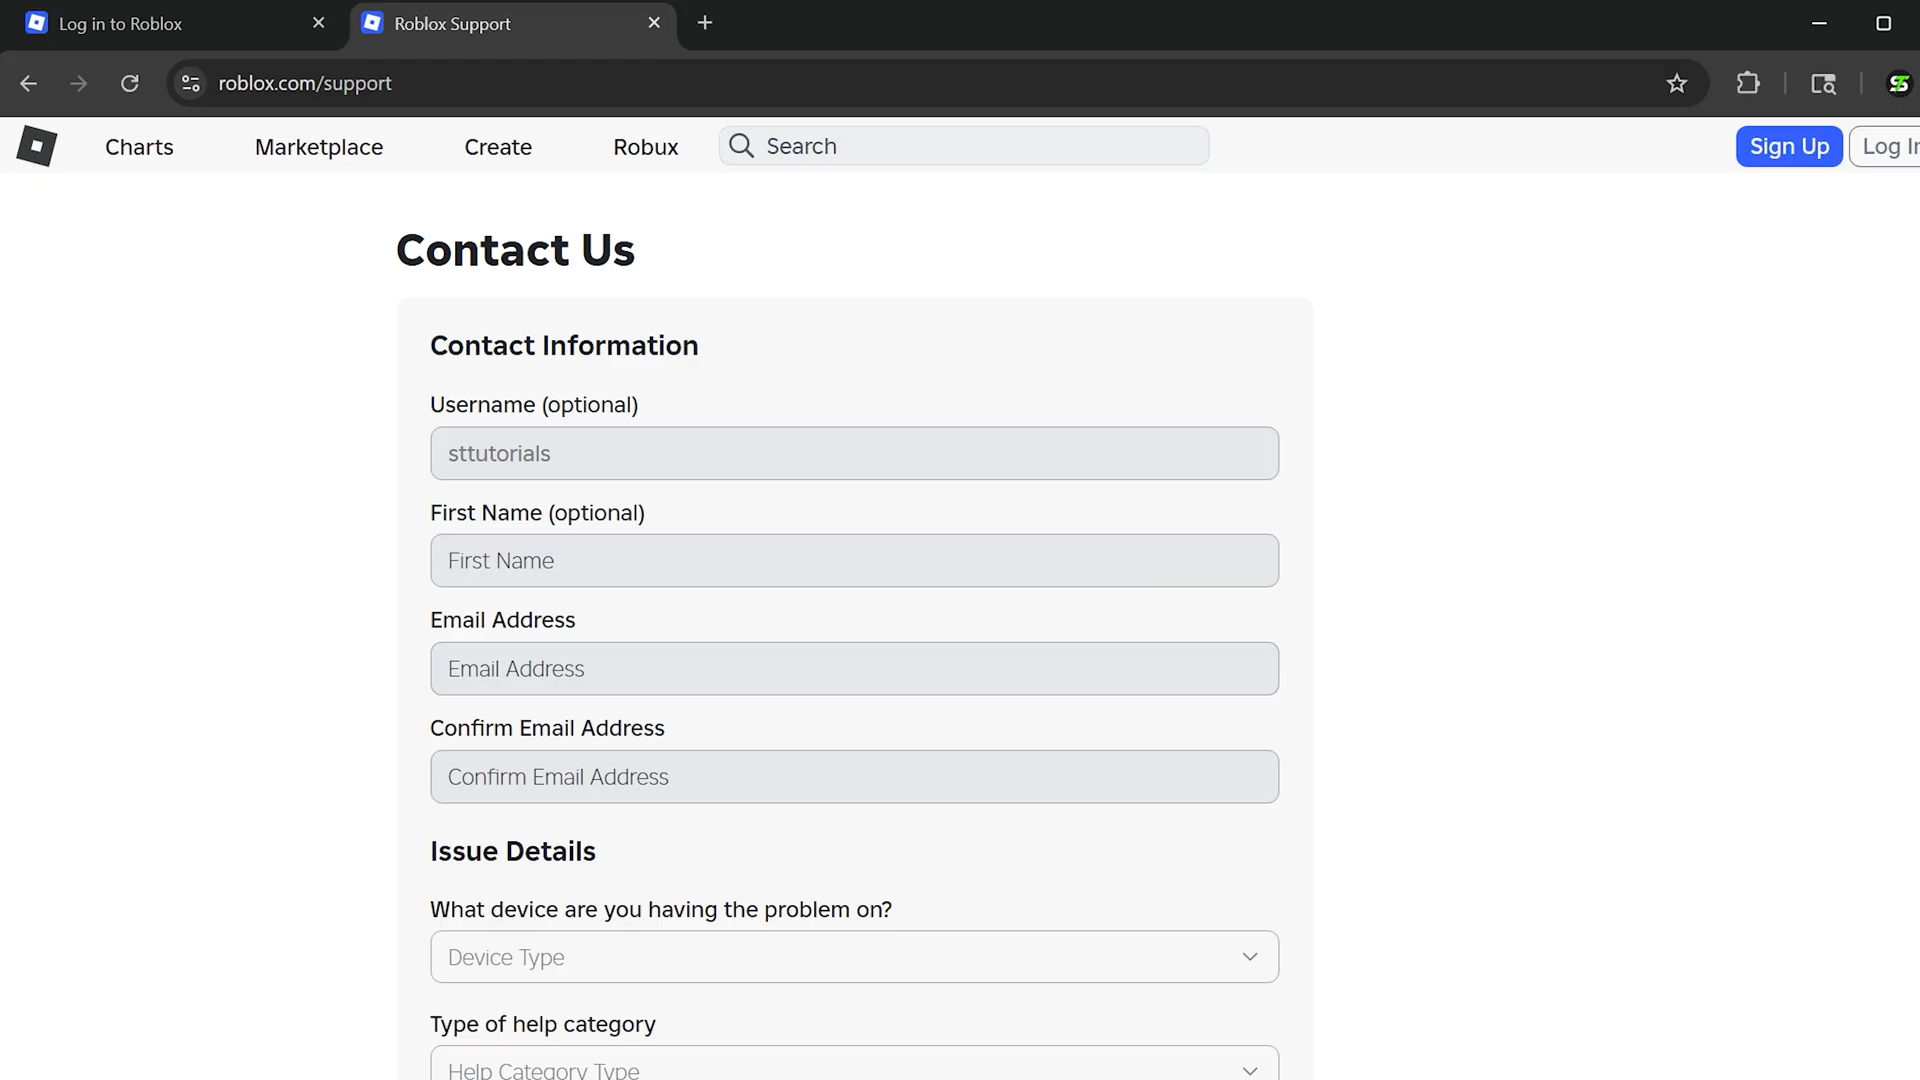 Log in to Roblox
Roblox Support
roblox.com/support
Charts
Marketplace
Create
Robux
Search
Sign Up
Log In
Contact Us
Contact Information
Username (optional)
sttutorials
First Name (optional)
First Name
Email Address
Email Address
Confirm Email Address
Confirm Email Address
Issue Details
What device are you having the problem on?
Device Type
Type of help category
Help Category Type